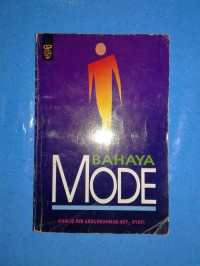 BAHAYA
MODE
KHALID BIN ABDURRAHMAN ASY - SYAYI